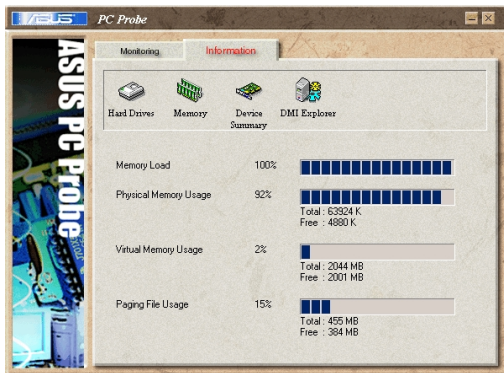 ASUS PC Probe
ASUS PC Probe
Monitoring Information
Hard Drives Memory Device Summary DMI Explorer
Memory Load 100%
Physical Memory Usage 92%
Total : 63924 K
Free : 4880 K
Virtual Memory Usage 2%
Total : 2044 MB
Free : 2001 MB
Paging File Usage 15%
Total : 455 MB
Free : 384 MB